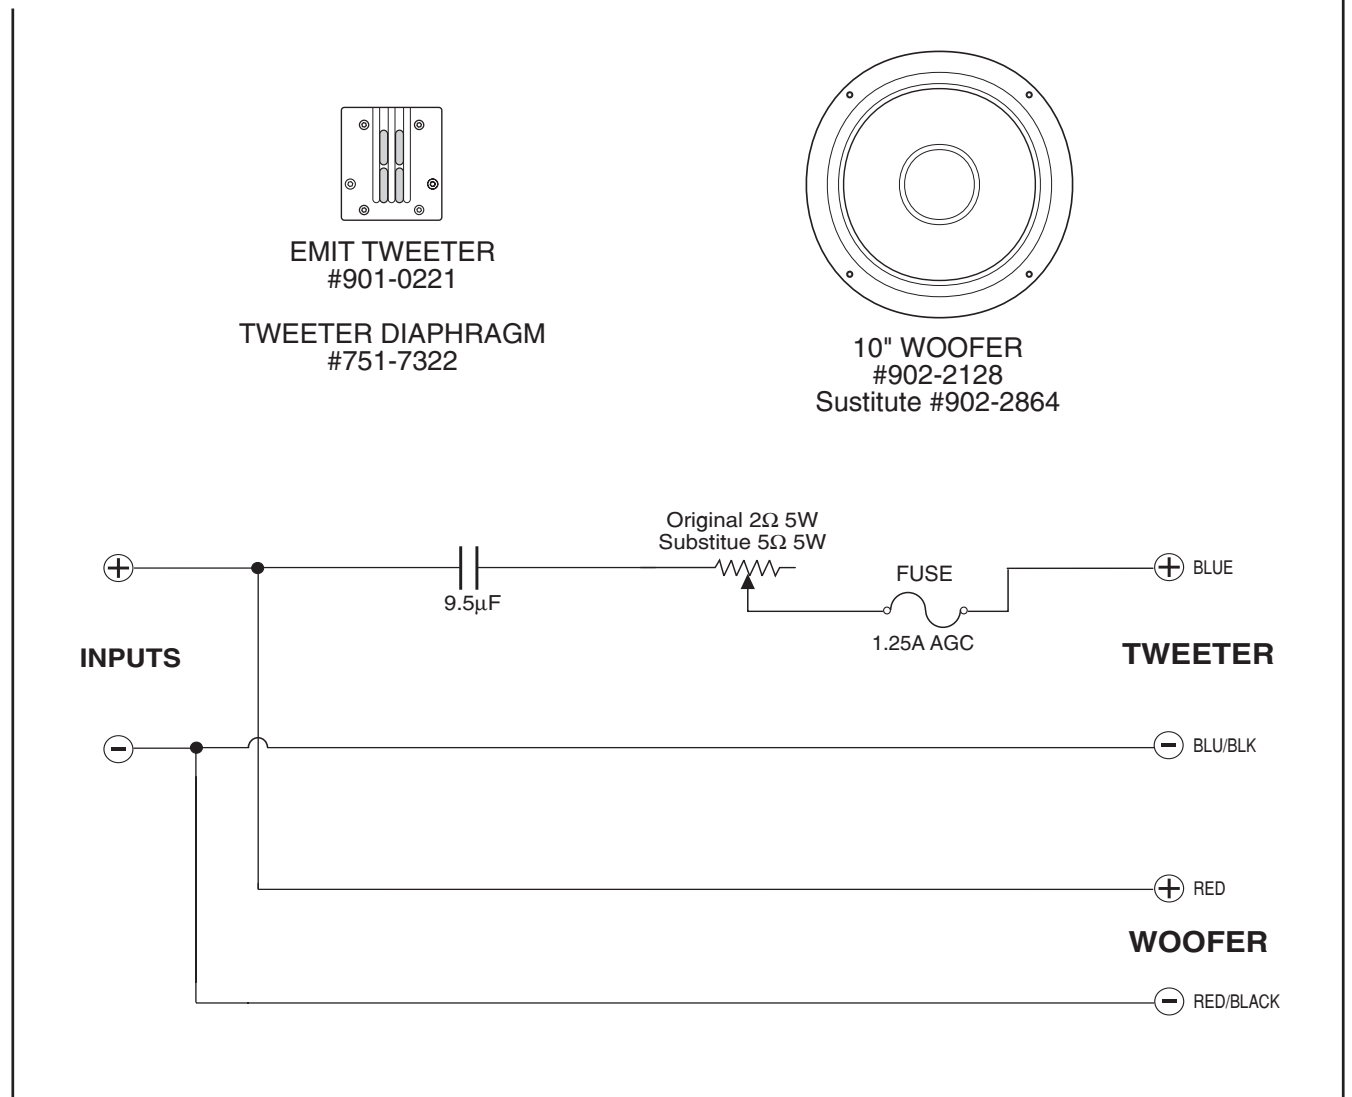 EMIT TWEETER
#901-0221
TWEETER DIAPHRAGM
#751-7322
10" WOOFER
#902-2128
Sustitute #902-2864
Original 2Ω 5W
Substitue 5Ω 5W
+
9.5μF
FUSE
1.25A AGC
+ BLUE
INPUTS
TWEETER
−
− BLU/BLK
+ RED
WOOFER
− RED/BLACK